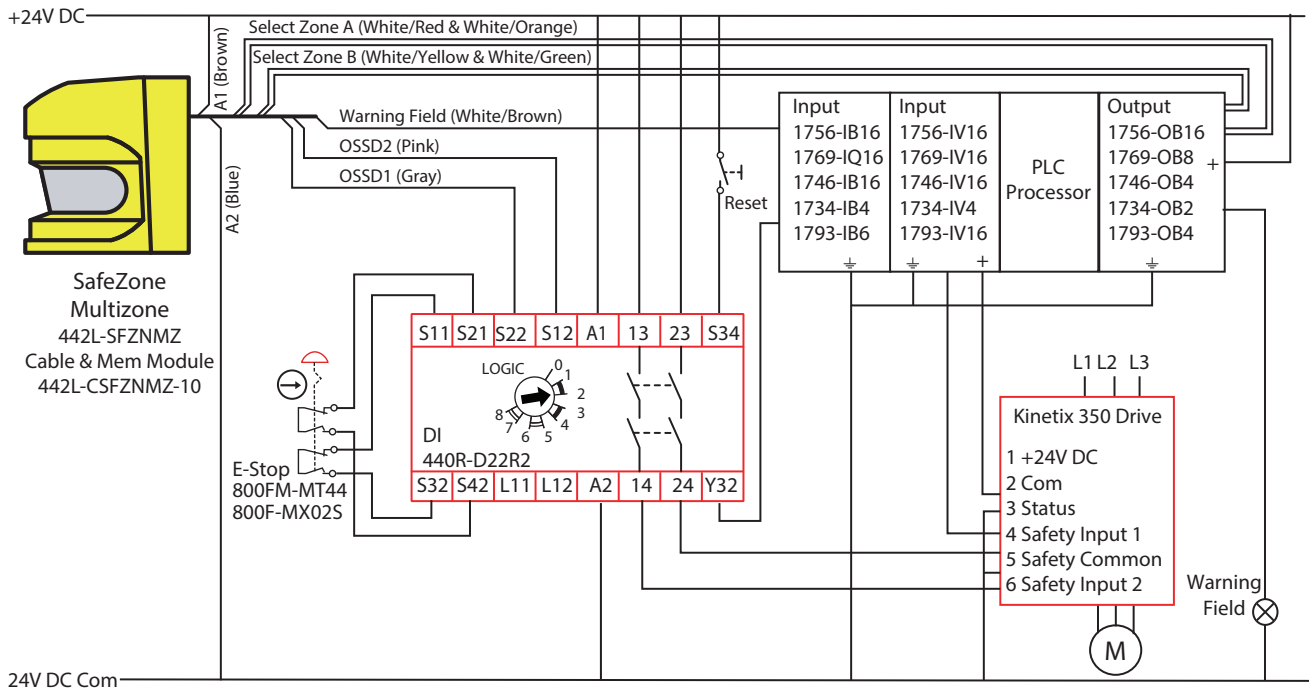 +24V DC
Select Zone A (White/Red & White/Orange)
Select Zone B (White/Yellow & White/Green)
A1 (Brown)
Warning Field (White/Brown)
OSSD2 (Pink)
OSSD1 (Gray)
A2 (Blue)
SafeZone
Multizone
442L-SFZNMZ
Cable & Mem Module
442L-CSFZNMZ-10
Reset
Input
1756-IB16
1769-IQ16
1746-IB16
1734-IB4
1793-IB6
Input
1756-IV16
1769-IV16
1746-IV16
1734-IV4
1793-IV16
+
PLC
Processor
Output
1756-OB16
1769-OB8
1746-OB4
1734-OB2
1793-OB4
+
S11 S21 S22 S12 A1 13 23 S34
LOGIC
0
1
2
3
4
5
6
7
8
DI
440R-D22R2
S32 S42 L11 L12 A2 14 24 Y32
E-Stop
800FM-MT44
800F-MX02S
L1 L2 L3
Kinetix 350 Drive
1 +24V DC
2 Com
3 Status
4 Safety Input 1
5 Safety Common
6 Safety Input 2
M
Warning
Field
24V DC Com